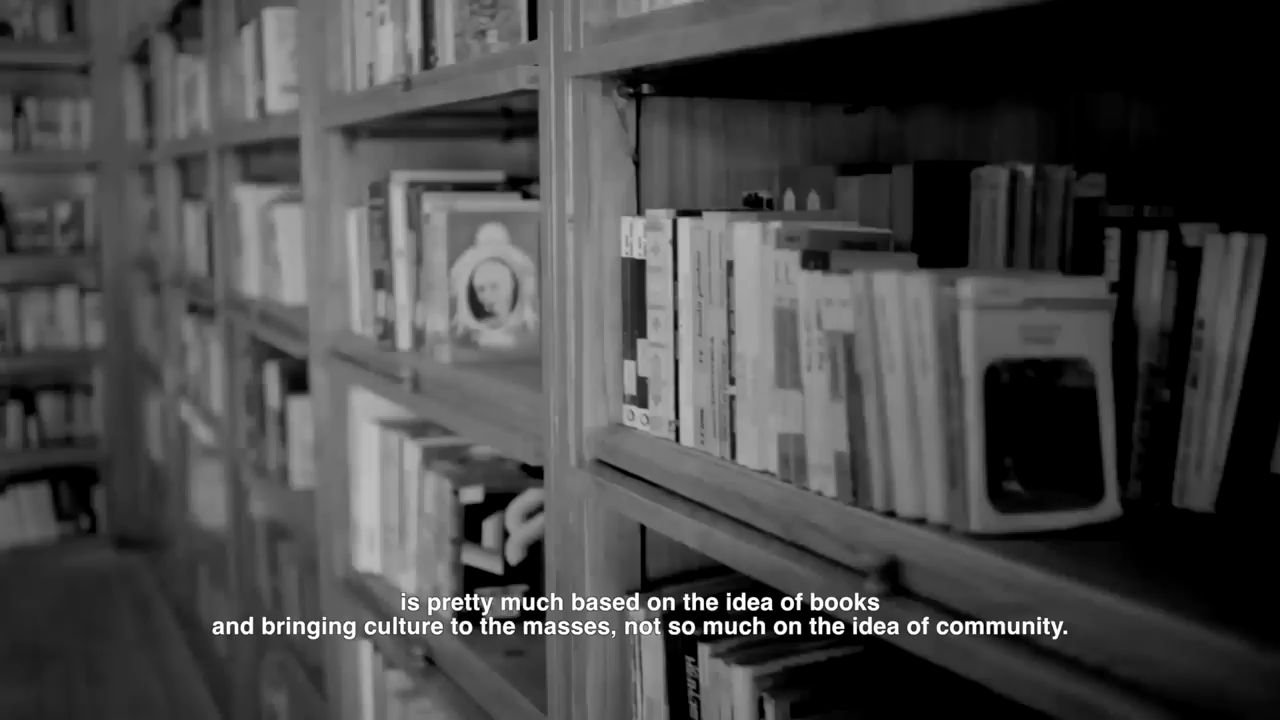 is pretty much based on the idea of books
and bringing culture to the masses, not so much on the idea of community.